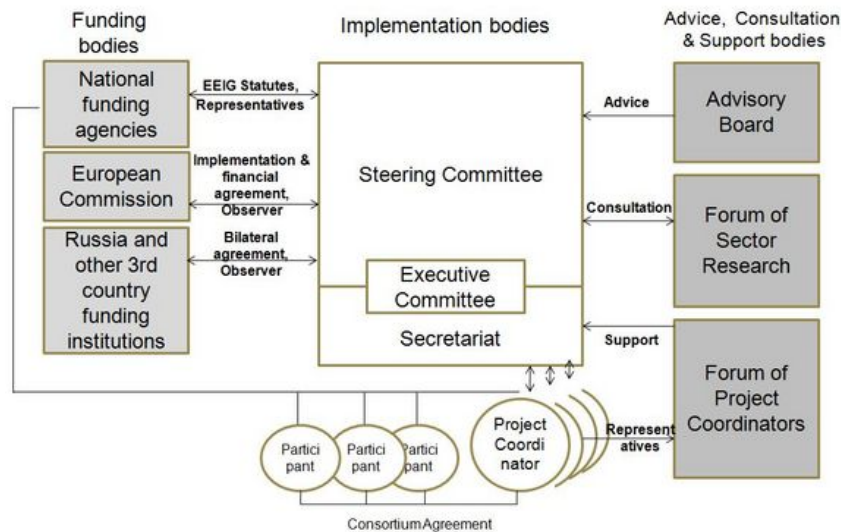 Funding
bodies
Implementation bodies
Advice, Consultation
& Support bodies
National
funding
agencies
EEIG Statutes,
Representatives
European
Commission
Implementation &
financial
agreement,
Observer
Russia and
other 3rd
country
funding
institutions
Bilateral
agreement,
Observer
Steering Committee
Executive
Committee
Secretariat
Advice
Advisory
Board
Consultation
Forum of
Sector
Research
Support
Forum of
Project
Coordinators
Represent
atives
Partici
pant
Partici
pant
Partici
pant
Project
Coordi
nator
Consortium Agreement